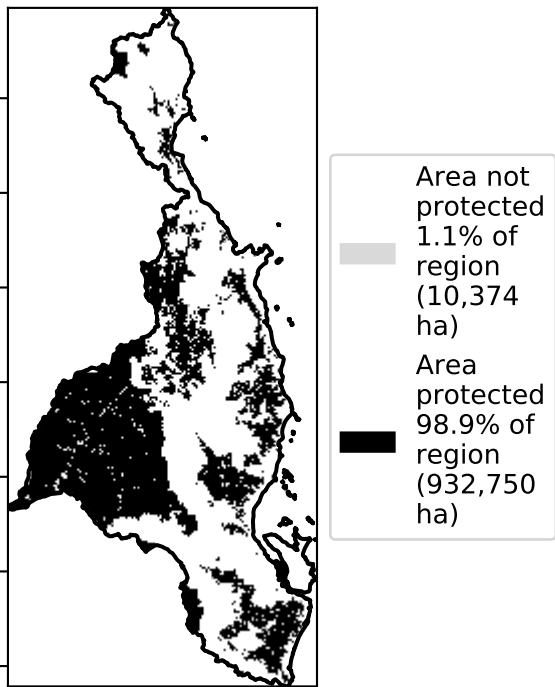 Area not
protected
1.1% of
region
(10,374
ha)
Area
protected
98.9% of
region
(932,750
ha)